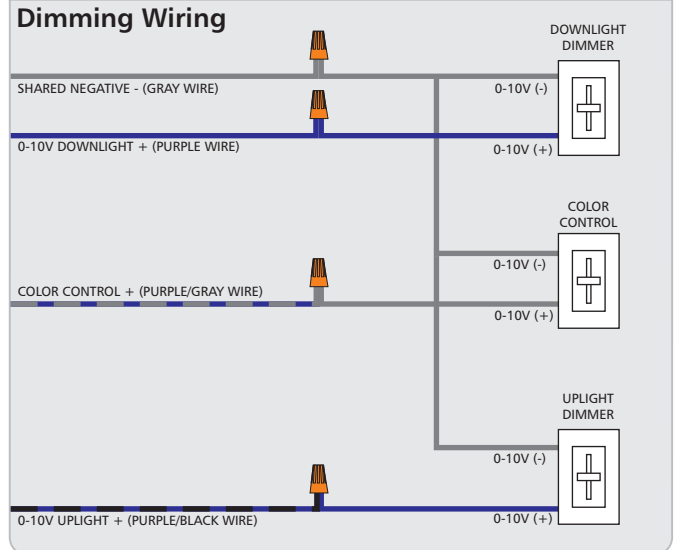 Dimming Wiring
DOWNLIGHT
DIMMER
SHARED NEGATIVE - (GRAY WIRE)
0-10V (-)
0-10V DOWNLIGHT + (PURPLE WIRE)
0-10V (+)
COLOR
CONTROL
0-10V (-)
COLOR CONTROL + (PURPLE/GRAY WIRE)
0-10V (+)
UPLIGHT
DIMMER
0-10V (-)
0-10V UPLIGHT + (PURPLE/BLACK WIRE)
0-10V (+)